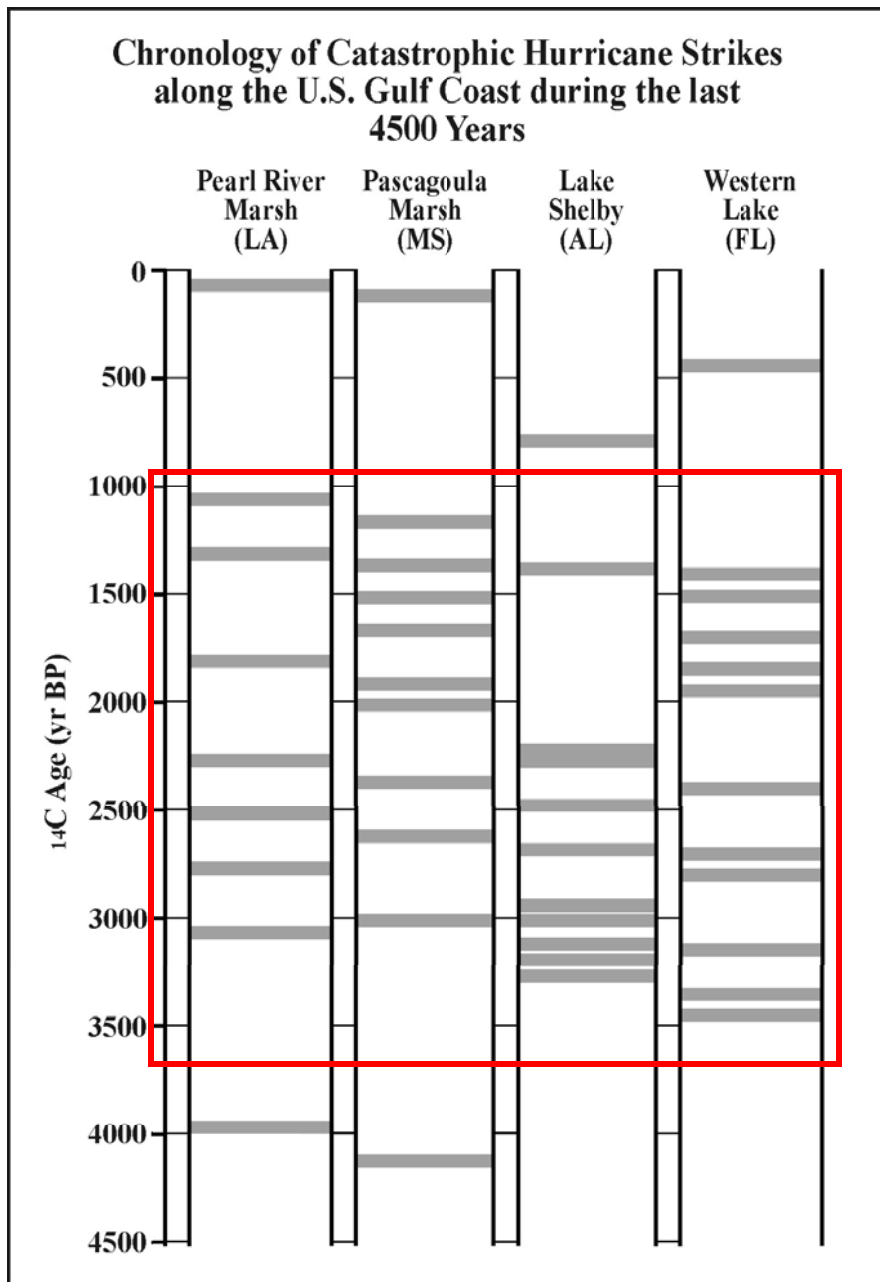 Chronology of Catastrophic Hurricane Strikes
along the U.S. Gulf Coast during the last
4500 Years
Pearl River
Marsh
(LA)
Pascagoula
Marsh
(MS)
Lake
Shelby
(AL)
Western
Lake
(FL)
0
500
1000
1500
2000
2500
3000
3500
4000
4500
14C Age (yr BP)